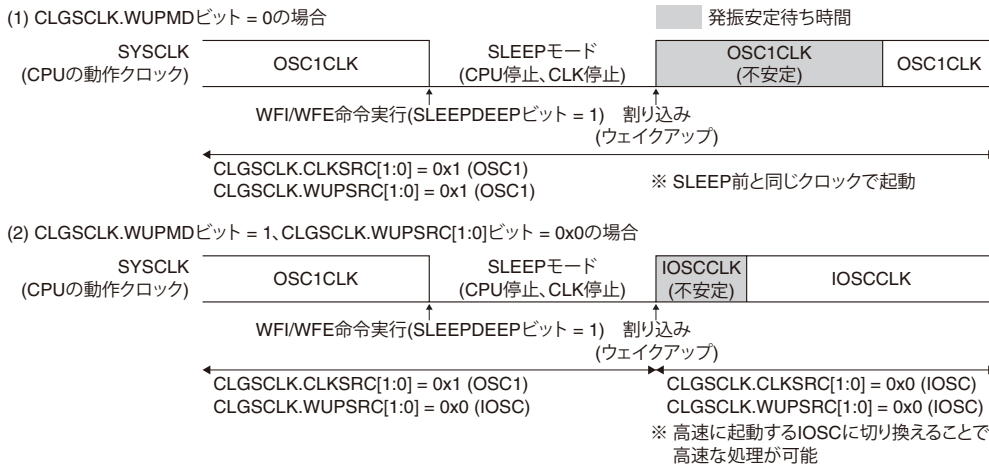 (1) CLGSCLK.WUPMDビット = 0の場合
発振安定待ち時間
SYSCLK
(CPUの動作クロック)
OSC1CLK
SLEEPモード
(CPU停止、CLK停止)
OSC1CLK
(不安定)
OSC1CLK
WFI/WFE命令実行(SLEEPDEEPビット = 1)
割り込み
(ウェイクアップ)
CLGSCLK.CLKSRC[1:0] = 0x1 (OSC1)
CLGSCLK.WUPSRC[1:0] = 0x1 (OSC1)
※ SLEEP前と同じクロックで起動
(2) CLGSCLK.WUPMDビット = 1、CLGSCLK.WUPSRC[1:0]ビット = 0x0の場合
SYSCLK
(CPUの動作クロック)
OSC1CLK
SLEEPモード
(CPU停止、CLK停止)
IOSCCLK
(不安定)
IOSCCLK
WFI/WFE命令実行(SLEEPDEEPビット = 1)
割り込み
(ウェイクアップ)
CLGSCLK.CLKSRC[1:0] = 0x1 (OSC1)
CLGSCLK.WUPSRC[1:0] = 0x0 (IOSC)
CLGSCLK.CLKSRC[1:0] = 0x0 (IOSC)
CLGSCLK.WUPSRC[1:0] = 0x0 (IOSC)
※ 高速に起動するIOSCに切り換えることで
高速な処理が可能